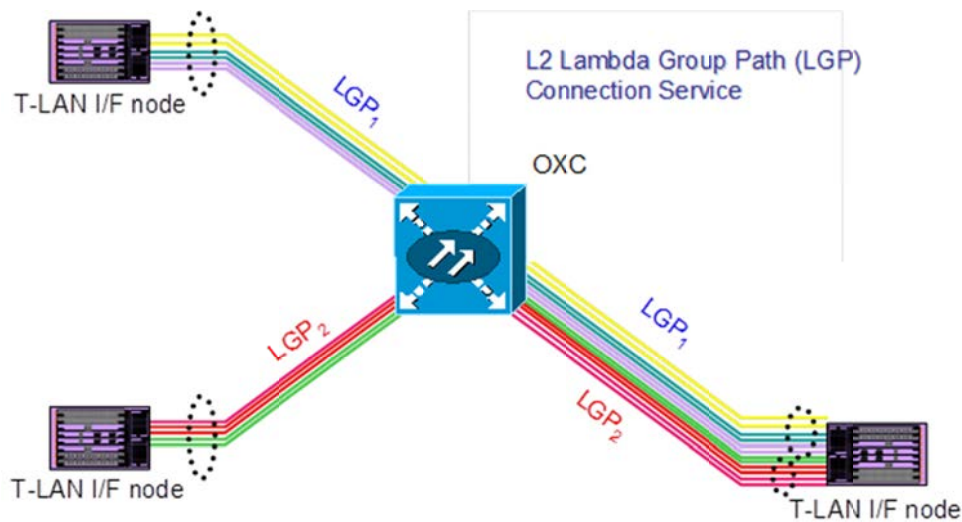 L2 Lambda Group Path (LGP)
Connection Service
T-LAN I/F node
LGP1
OXC
LGP2
LGP1
LGP2
T-LAN I/F node
T-LAN I/F node